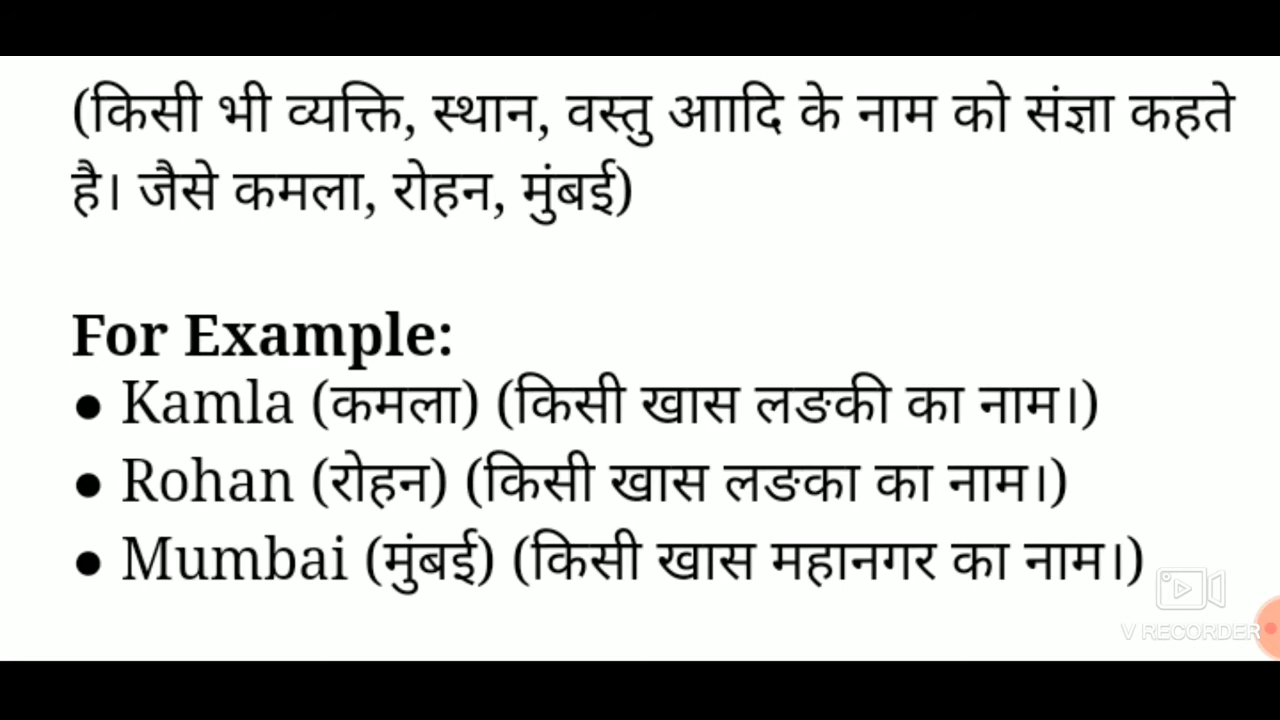 (किसी भी व्यक्ति, स्थान, वस्तु आादि के नाम को संज्ञा कहते
है। जैसे कमला, रोहन, मुंबई)
For Example:
● Kamla (कमला) (किसी खास लङकी का नाम।)
● Rohan (रोहन) (किसी खास लङका का नाम।)
● Mumbai (मुंबई) (किसी खास महानगर का नाम।)
V RECORDER